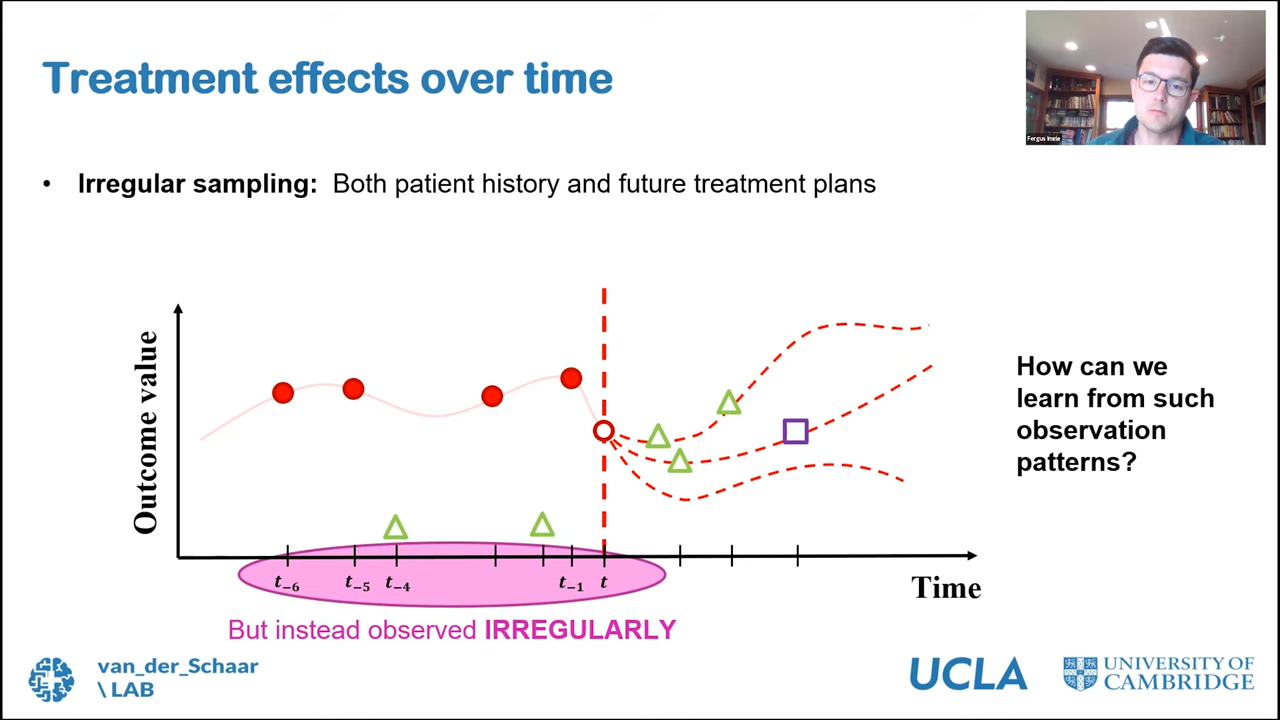 Treatment effects over time
Fergus Imrie
• Irregular sampling: Both patient history and future treatment plans
Outcome value
How can we
learn from such
observation
patterns?
t₋₆ t₋₅ t₋₄ t₋₁ t
Time
But instead observed IRREGULARLY
van_der_Schaar
\ LAB
UCLA
UNIVERSITY OF
CAMBRIDGE